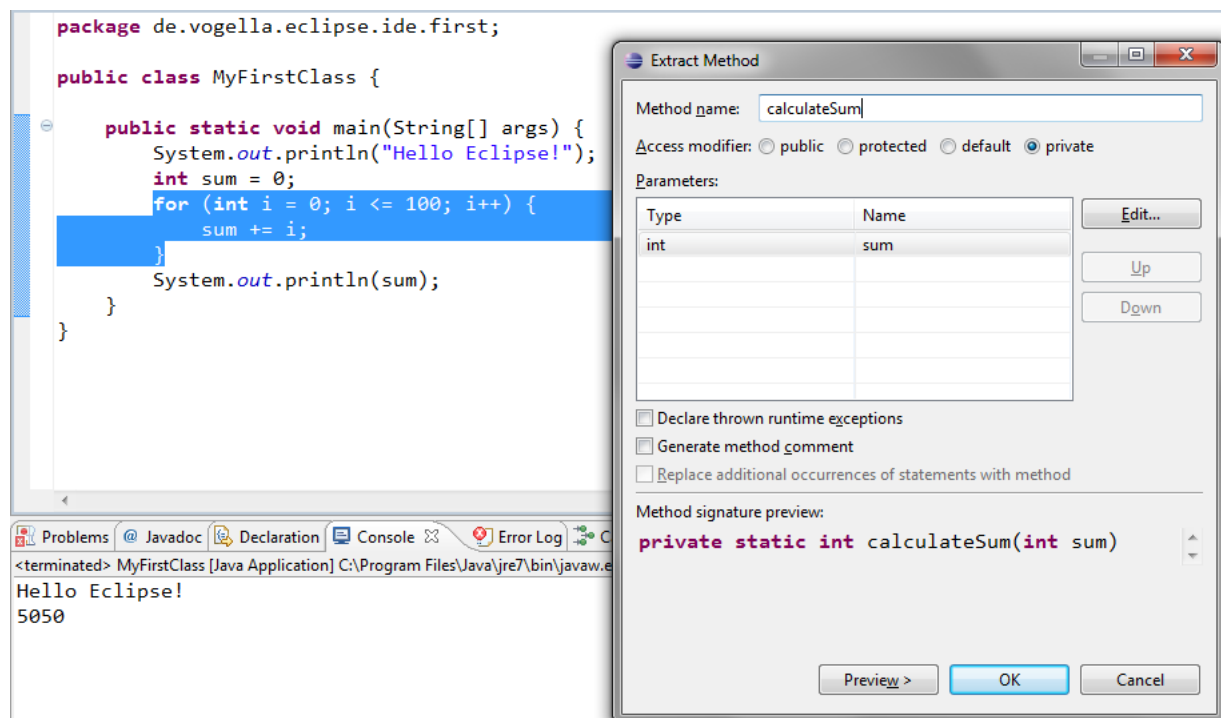 package de.vogella.eclipse.ide.first;
public class MyFirstClass {
public static void main(String[] args) {
System.out.println("Hello Eclipse!");
int sum = 0;
for (int i = 0; i <= 100; i++) {
sum += i;
}
System.out.println(sum);
}
}
Problems @ Javadoc Declaration Console Error Log C
<terminated> MyFirstClass [Java Application] C:\Program Files\Java\jre7\bin\javaw.e
Hello Eclipse!
5050
Extract Method
Method name: calculateSum
Access modifier: public protected default private
Parameters:
Type Name
int sum
Edit...
Up
Down
Declare thrown runtime exceptions
Generate method comment
Replace additional occurrences of statements with method
Method signature preview:
private static int calculateSum(int sum)
Preview > OK Cancel